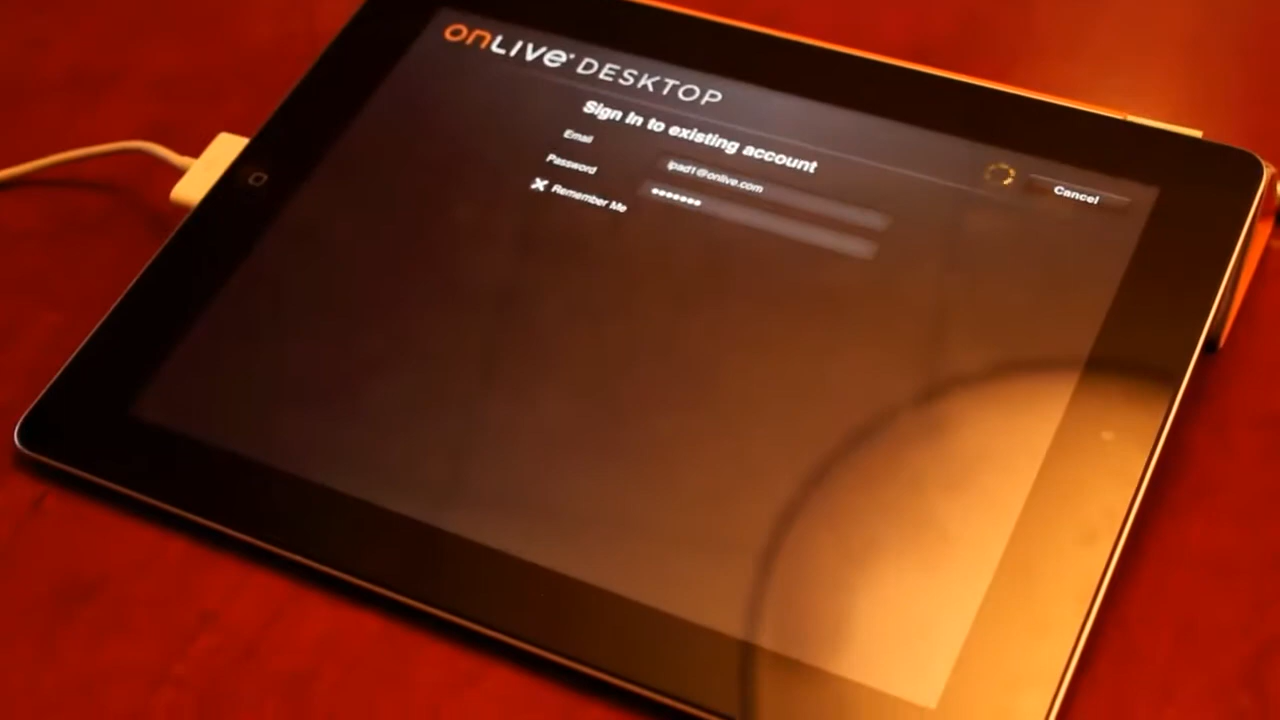 onLIVE DESKTOP
Sign In to existing account
Email ipad1@onlive.com
Password •••••••
Remember Me
Cancel